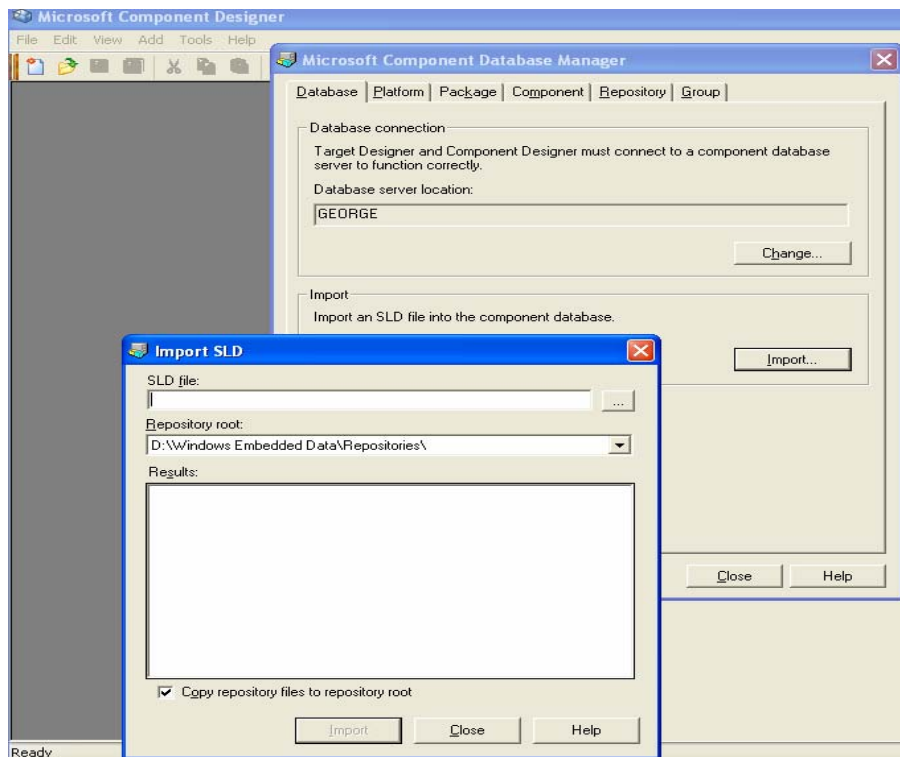 Microsoft Component Designer
File Edit View Add Tools Help
Microsoft Component Database Manager
Database Platform Package Component Repository Group
Database connection
Target Designer and Component Designer must connect to a component database
server to function correctly.
Database server location:
GEORGE
Change...
Import
Import an SLD file into the component database.
Import...
Import SLD
SLD file:
...
Repository root:
D:\Windows Embedded Data\Repositories\
Results:
Copy repository files to repository root
Import Close Help
Close Help
Ready